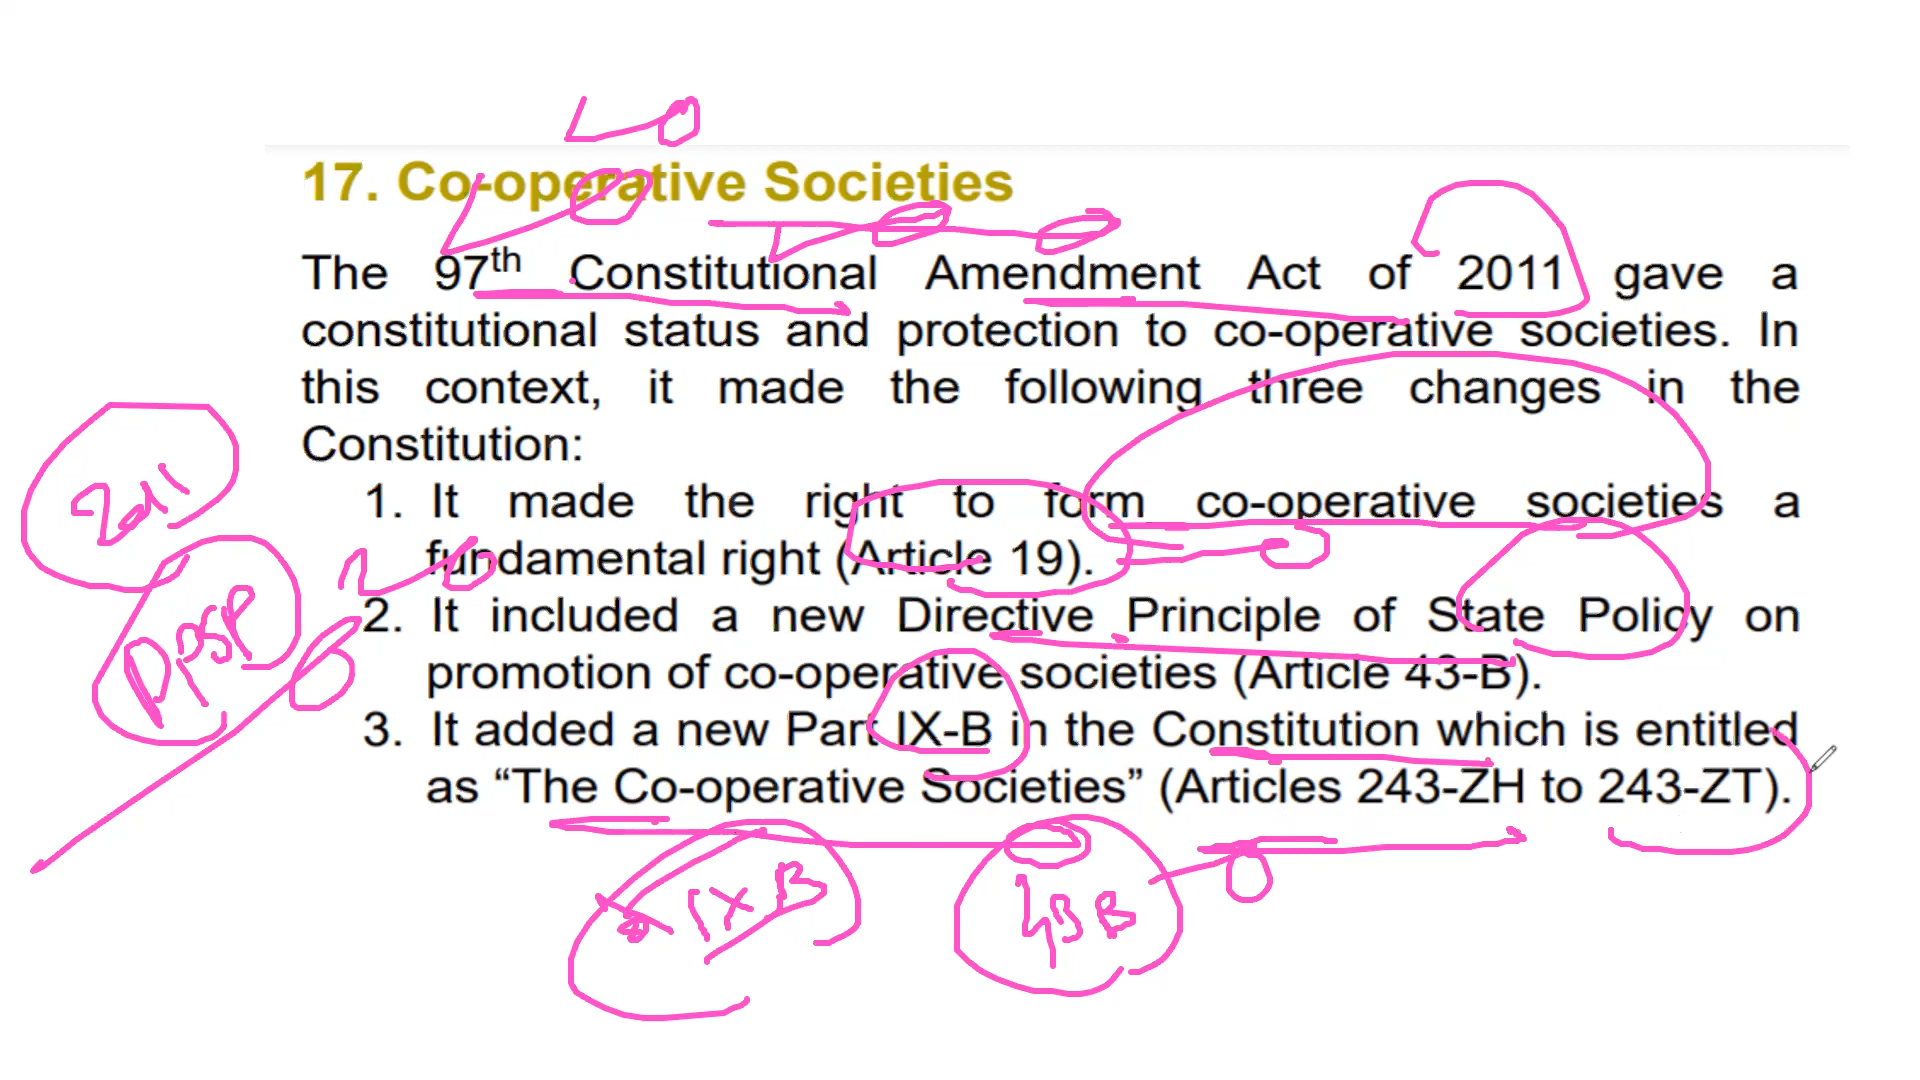 17. Co-operative Societies
The 97th Constitutional Amendment Act of 2011 gave a
constitutional status and protection to co-operative societies. In
this context, it made the following three changes in the
Constitution:
1. It made the right to form co-operative societies a
fundamental right (Article 19).
2. It included a new Directive Principle of State Policy on
promotion of co-operative societies (Article 43-B).
3. It added a new Part IX-B in the Constitution which is entitled
as “The Co-operative Societies” (Articles 243-ZH to 243-ZT).
2011
DPSP
IX B
43 B